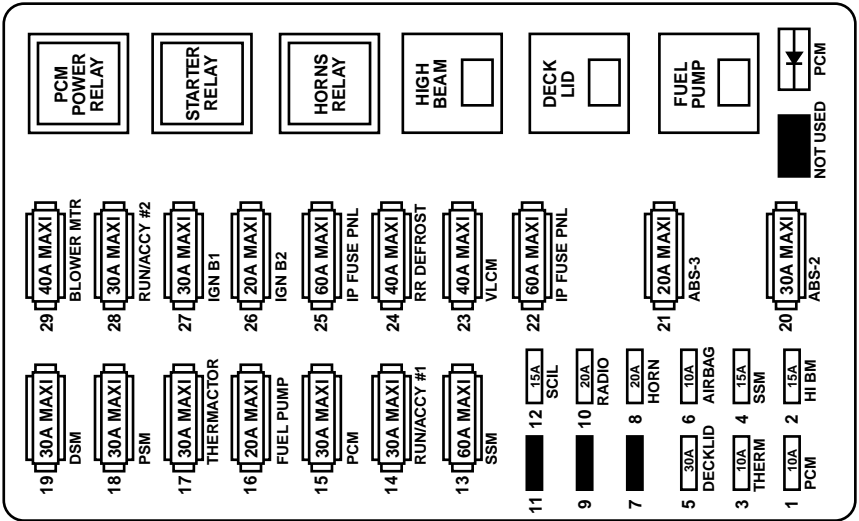 PCM
POWER
RELAY
STARTER
RELAY
HORNS
RELAY
HIGH
BEAM
DECK
LID
FUEL
PUMP
PCM
NOT USED
29 40A MAXI
BLOWER MTR
28 30A MAXI
RUN/ACCY #2
27 30A MAXI
IGN B1
26 20A MAXI
IGN B2
25 60A MAXI
IP FUSE PNL
24 40A MAXI
RR DEFROST
23 40A MAXI
VLCM
22 60A MAXI
IP FUSE PNL
21 20A MAXI
ABS-3
20 30A MAXI
ABS-2
19 30A MAXI
DSM
18 30A MAXI
PSM
17 30A MAXI
THERMACTOR
16 20A MAXI
FUEL PUMP
15 30A MAXI
PCM
14 30A MAXI
RUN/ACCY #1
13 60A MAXI
SSM
12 15A
SCIL
10 20A
RADIO
8 20A
HORN
6 10A
AIRBAG
4 15A
SSM
2 15A
HI BM
11
9
7
5 30A
DECKLID
3 10A
THERM
1 10A
PCM